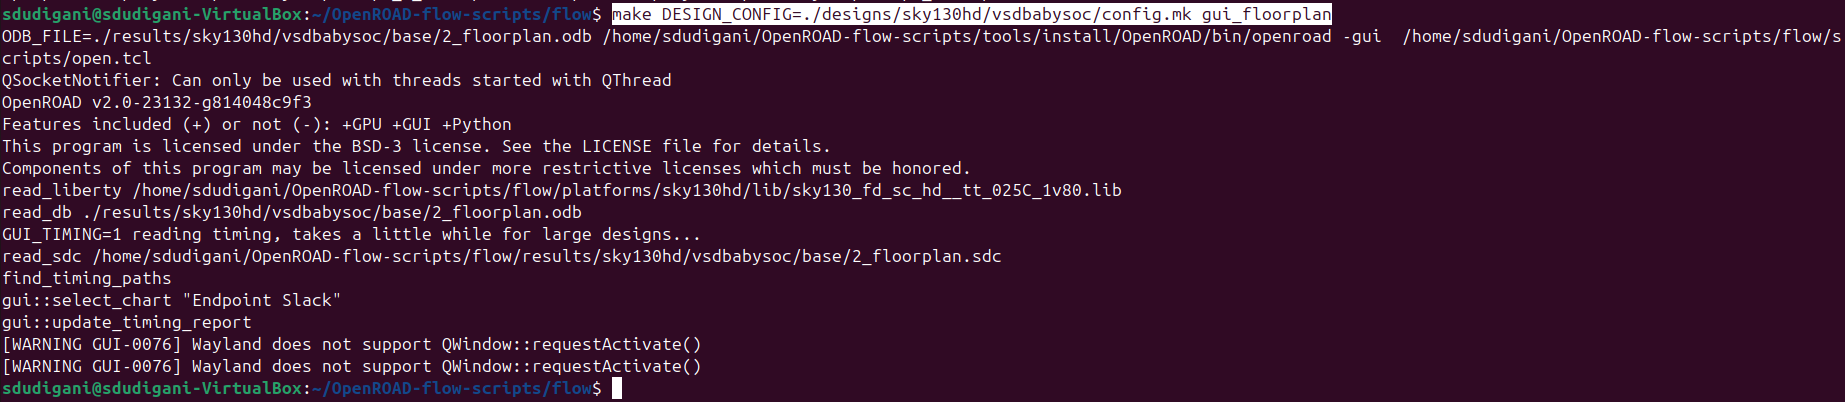 sdudigani@sdudigani-VirtualBox:~/OpenROAD-flow-scripts/flow$ make DESIGN_CONFIG=./designs/sky130hd/vsdbabysoc/config.mk gui_floorplan
ODB_FILE=./results/sky130hd/vsdbabysoc/base/2_floorplan.odb /home/sdudigani/OpenROAD-flow-scripts/tools/install/OpenROAD/bin/openroad -gui  /home/sdudigani/OpenROAD-flow-scripts/flow/s
cripts/open.tcl
QSocketNotifier: Can only be used with threads started with QThread
OpenROAD v2.0-23132-g814048c9f3
Features included (+) or not (-): +GPU +GUI +Python
This program is licensed under the BSD-3 license. See the LICENSE file for details.
Components of this program may be licensed under more restrictive licenses which must be honored.
read_liberty /home/sdudigani/OpenROAD-flow-scripts/flow/platforms/sky130hd/lib/sky130_fd_sc_hd__tt_025C_1v80.lib
read_db ./results/sky130hd/vsdbabysoc/base/2_floorplan.odb
GUI_TIMING=1 reading timing, takes a little while for large designs...
read_sdc /home/sdudigani/OpenROAD-flow-scripts/flow/results/sky130hd/vsdbabysoc/base/2_floorplan.sdc
find_timing_paths
gui::select_chart "Endpoint Slack"
gui::update_timing_report
[WARNING GUI-0076] Wayland does not support QWindow::requestActivate()
[WARNING GUI-0076] Wayland does not support QWindow::requestActivate()
sdudigani@sdudigani-VirtualBox:~/OpenROAD-flow-scripts/flow$